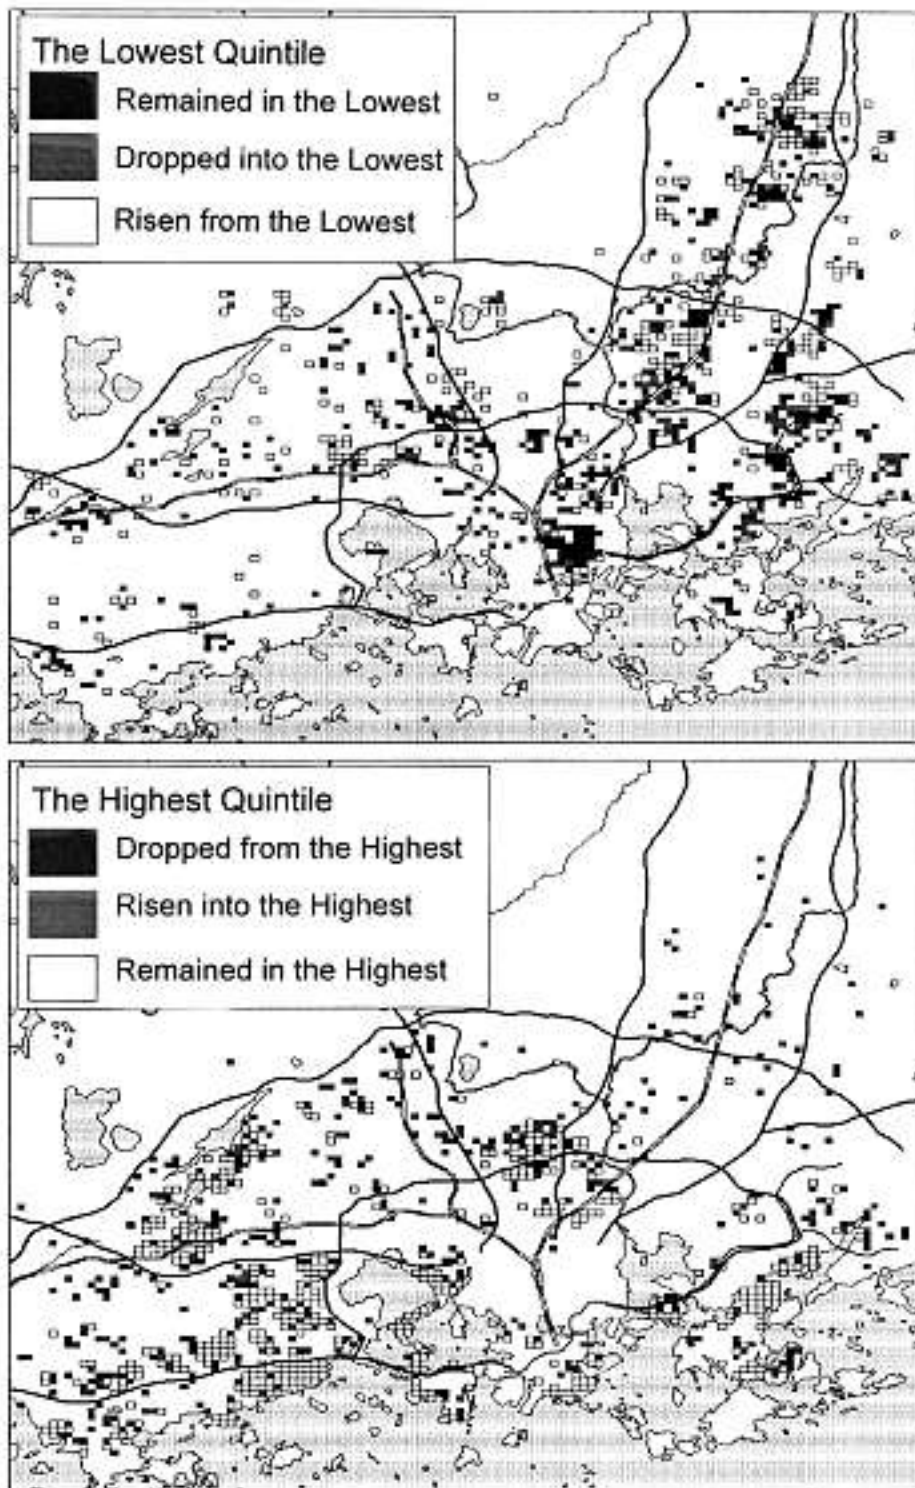 The Lowest Quintile
Remained in the Lowest
Dropped into the Lowest
Risen from the Lowest
The Highest Quintile
Dropped from the Highest
Risen into the Highest
Remained in the Highest